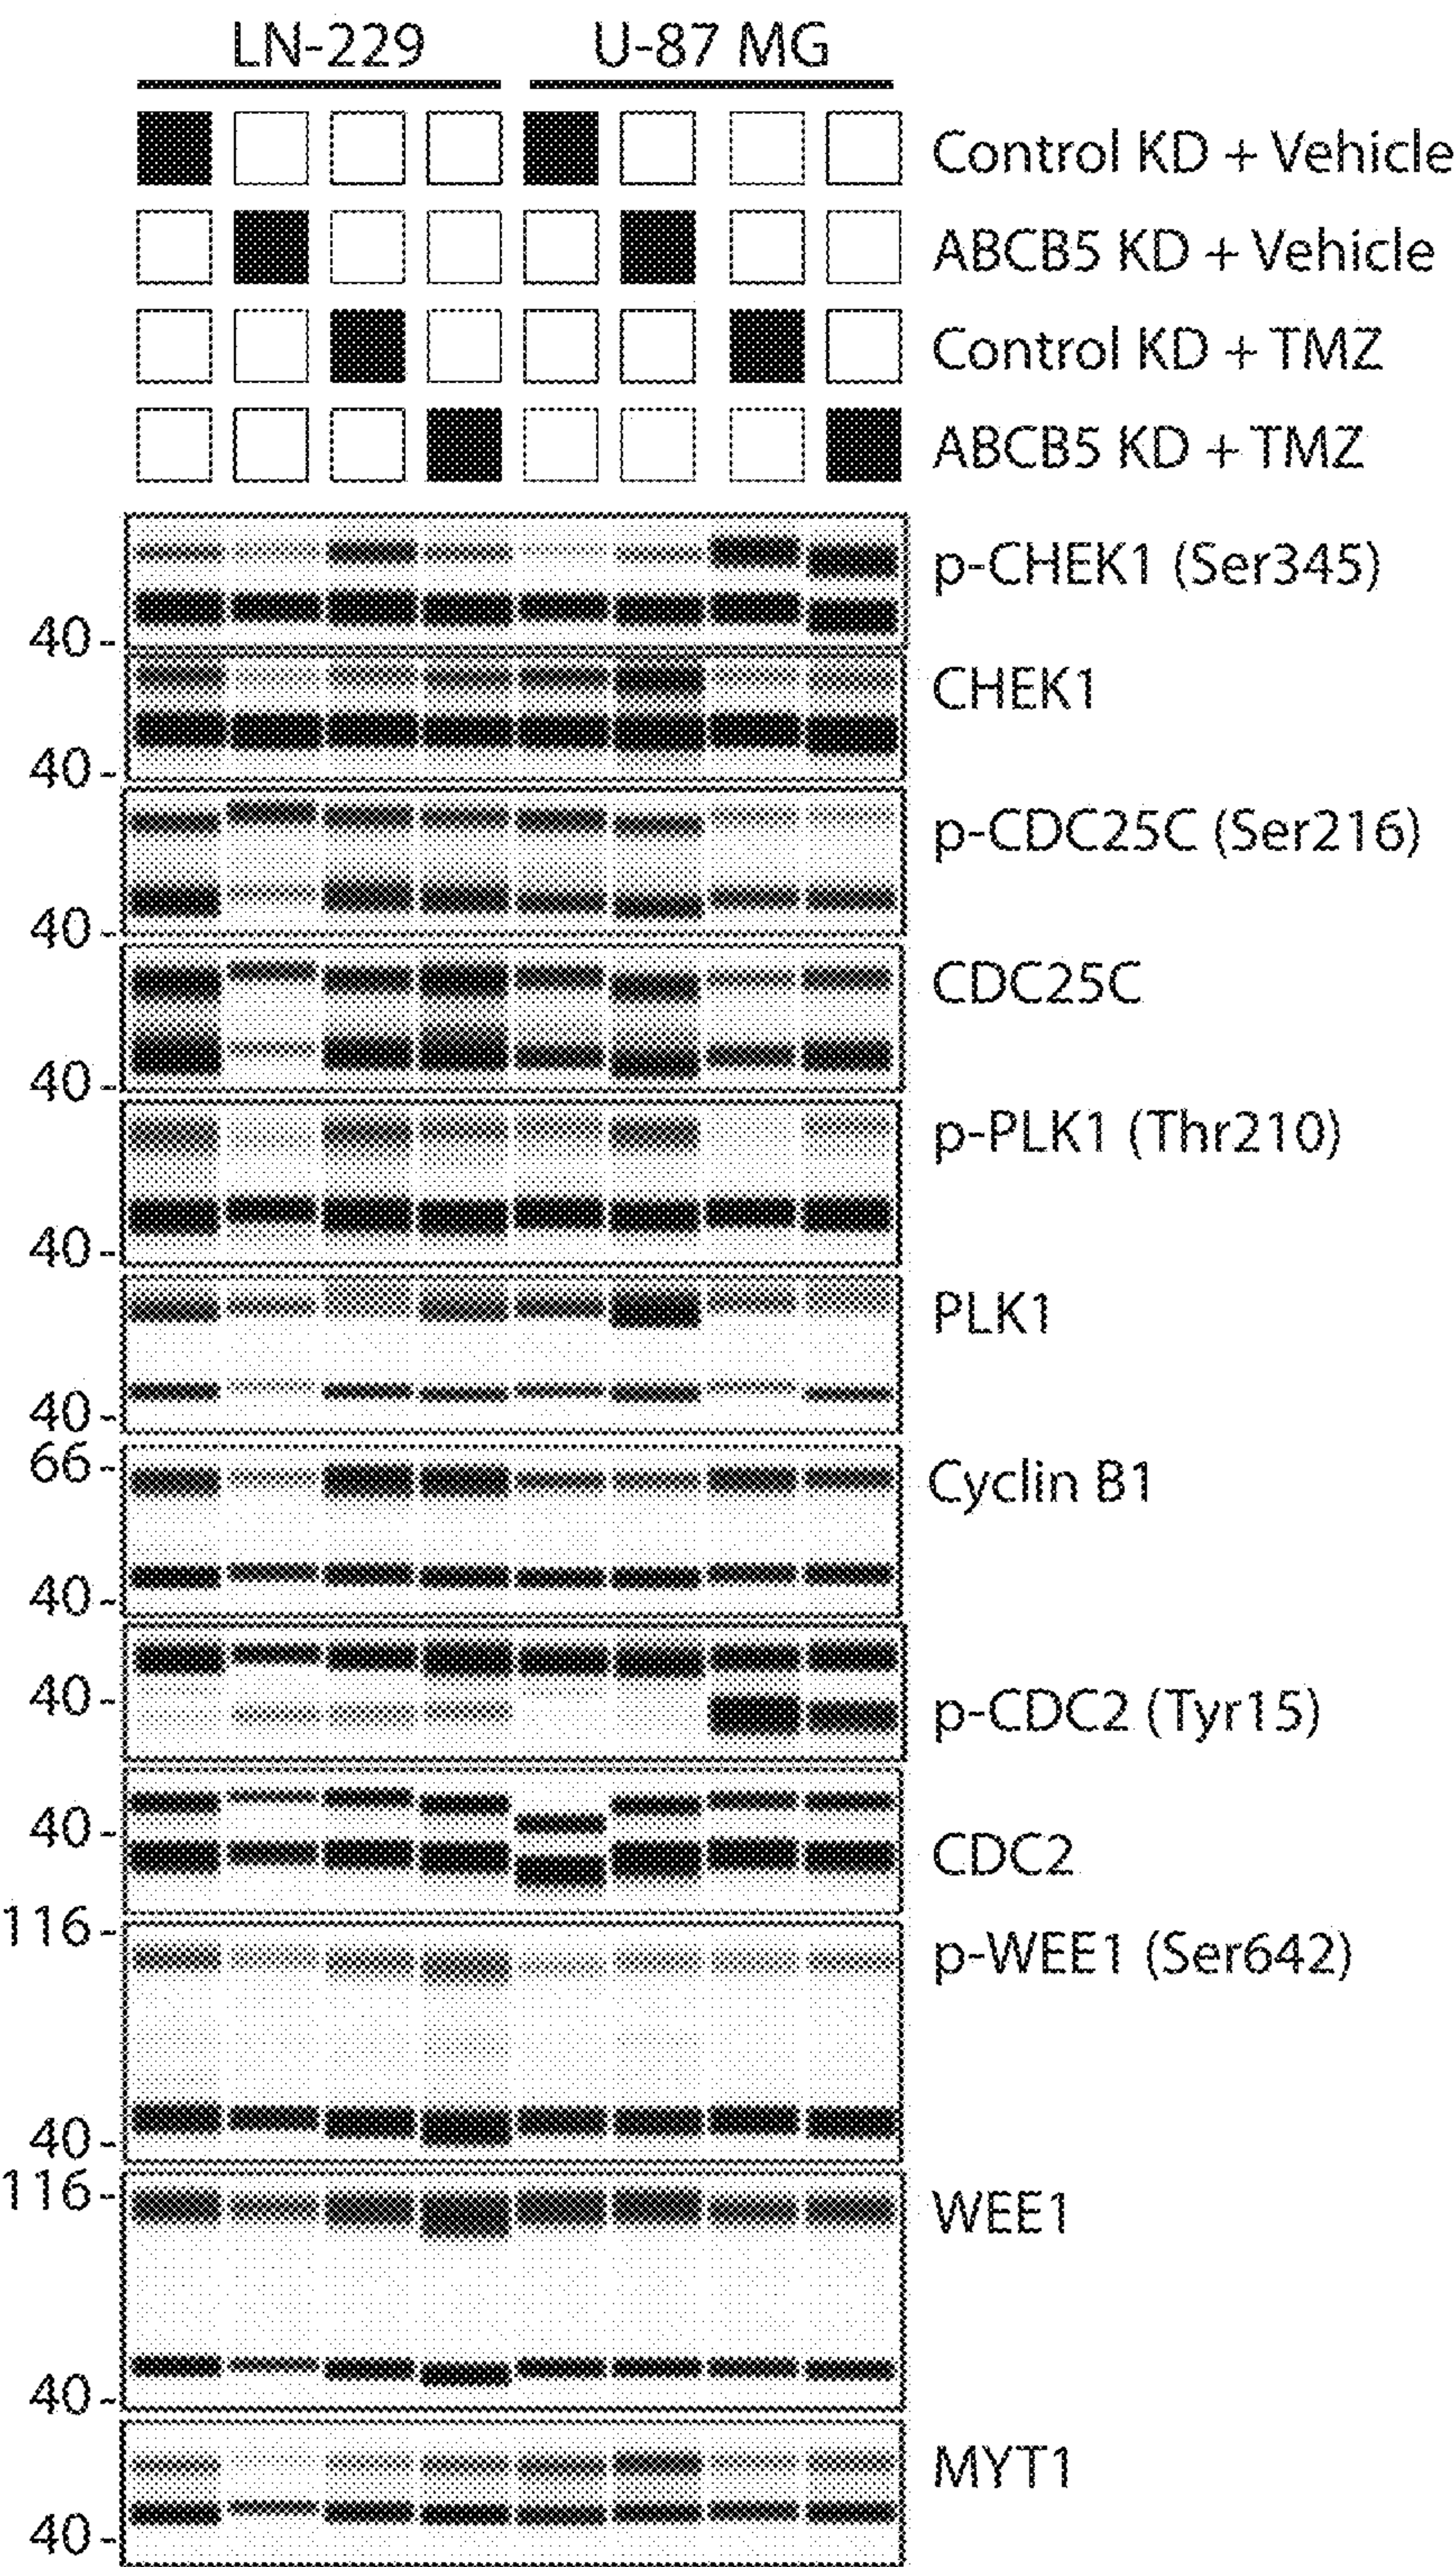 LN-229 U-87 MG
Control KD + Vehicle
ABCB5 KD + Vehicle
Control KD + TMZ
ABCB5 KD + TMZ
p-CHEK1 (Ser345)
40 -
CHEK1
40 -
p-CDC25C (Ser216)
40 -
CDC25C
40 -
p-PLK1 (Thr210)
40 -
PLK1
40 -
66 -
Cyclin B1
40 -
40 -
p-CDC2 (Tyr15)
40 -
CDC2
116 -
p-WEE1 (Ser642)
40 -
116 -
WEE1
40 -
MYT1
40 -